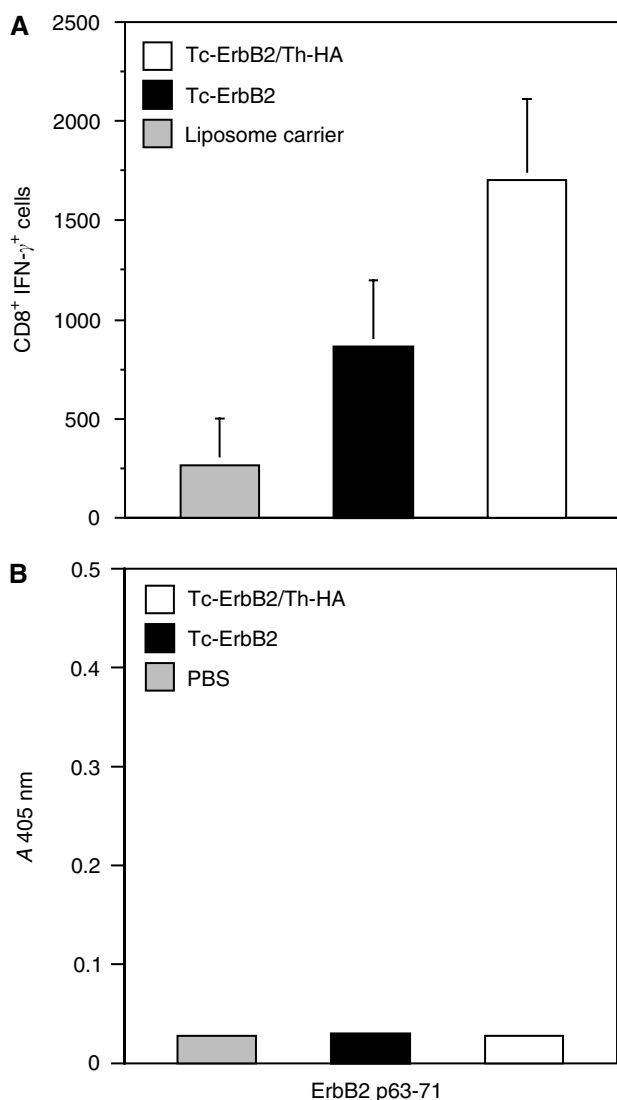 A
2500
2000
1500
1000
500
0
CD8+ IFN-γ+ cells
Tc-ErbB2/Th-HA
Tc-ErbB2
Liposome carrier
B
0.5
0.4
0.3
0.2
0.1
0
A 405 nm
Tc-ErbB2/Th-HA
Tc-ErbB2
PBS
ErbB2 p63-71